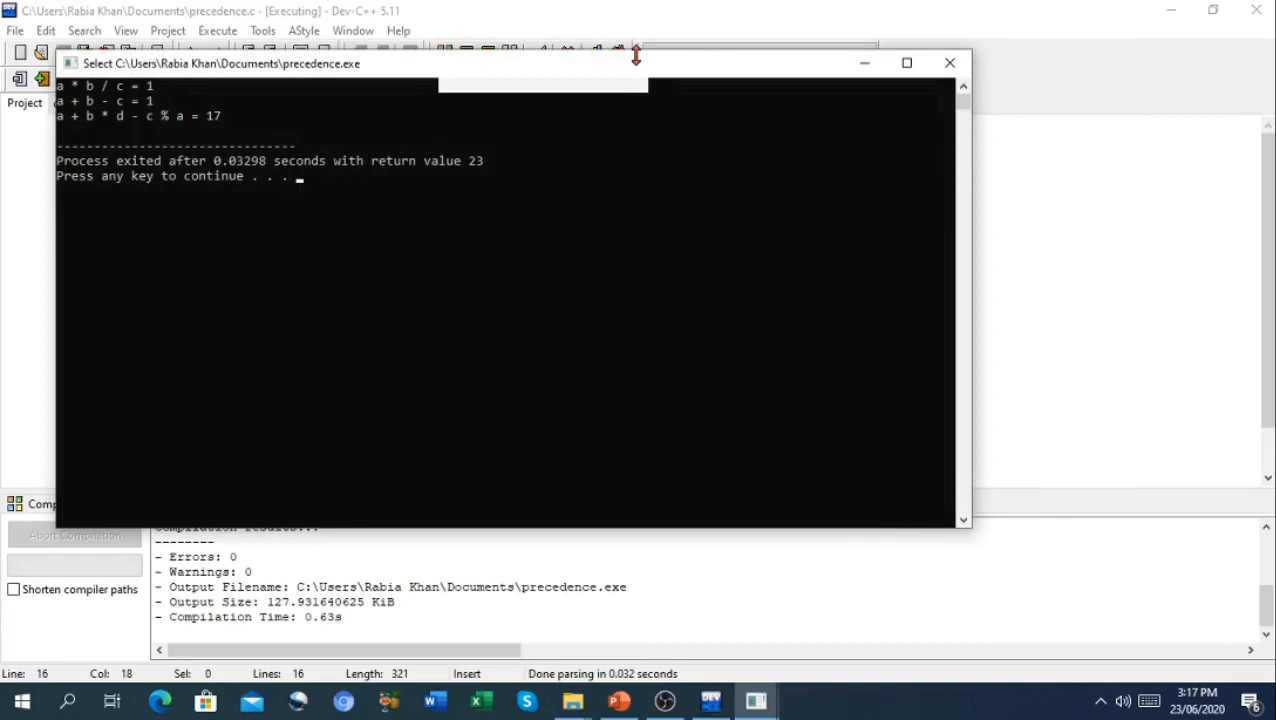 C:\Users\Rabia Khan\Documents\precedence.c - [Executing] - Dev-C++ 5.11
File Edit Search View Project Execute Tools AStyle Window Help
Select C:\Users\Rabia Khan\Documents\precedence.exe
Project
a * b / c = 1
a + b - c = 1
a + b * d - c % a = 17
--------------------------------
Process exited after 0.03298 seconds with return value 23
Press any key to continue . . .
Comp
Compilation results...
Abort Compilation
--------
- Errors: 0
- Warnings: 0
- Output Filename: C:\Users\Rabia Khan\Documents\precedence.exe
Shorten compiler paths
- Output Size: 127.931640625 KiB
- Compilation Time: 0.63s
Line: 16 Col: 18 Sel: 0 Lines: 16 Length: 321 Insert Done parsing in 0.032 seconds
3:17 PM
23/06/2020
6